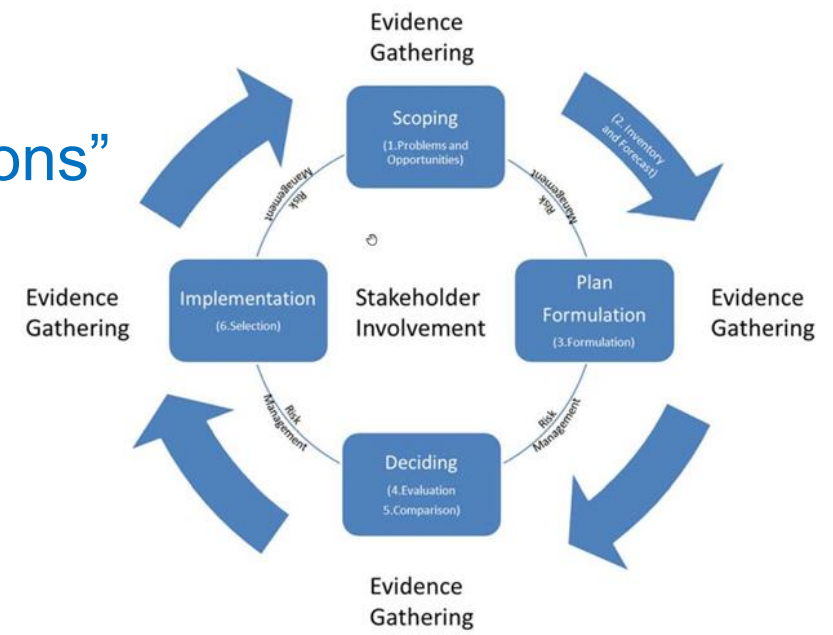 Evidence
Gathering
ons”
Scoping
(1.Problems and
Opportunities)
(2. Inventory
and Forecast)
Risk
Management
Risk
Management
Evidence
Gathering
Implementation
(6.Selection)
Stakeholder
Involvement
Plan
Formulation
(3.Formulation)
Evidence
Gathering
Risk
Management
Risk
Management
Deciding
(4.Evaluation
5.Comparison)
Evidence
Gathering